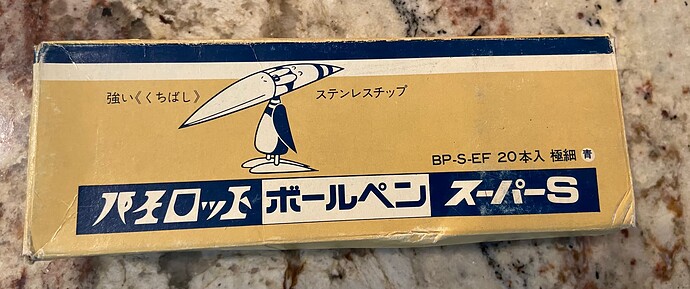 強い《くちばし》 ステンレスチップ
BP-S-EF 20本入 極細 青
パイロット ボールペン スーパーS